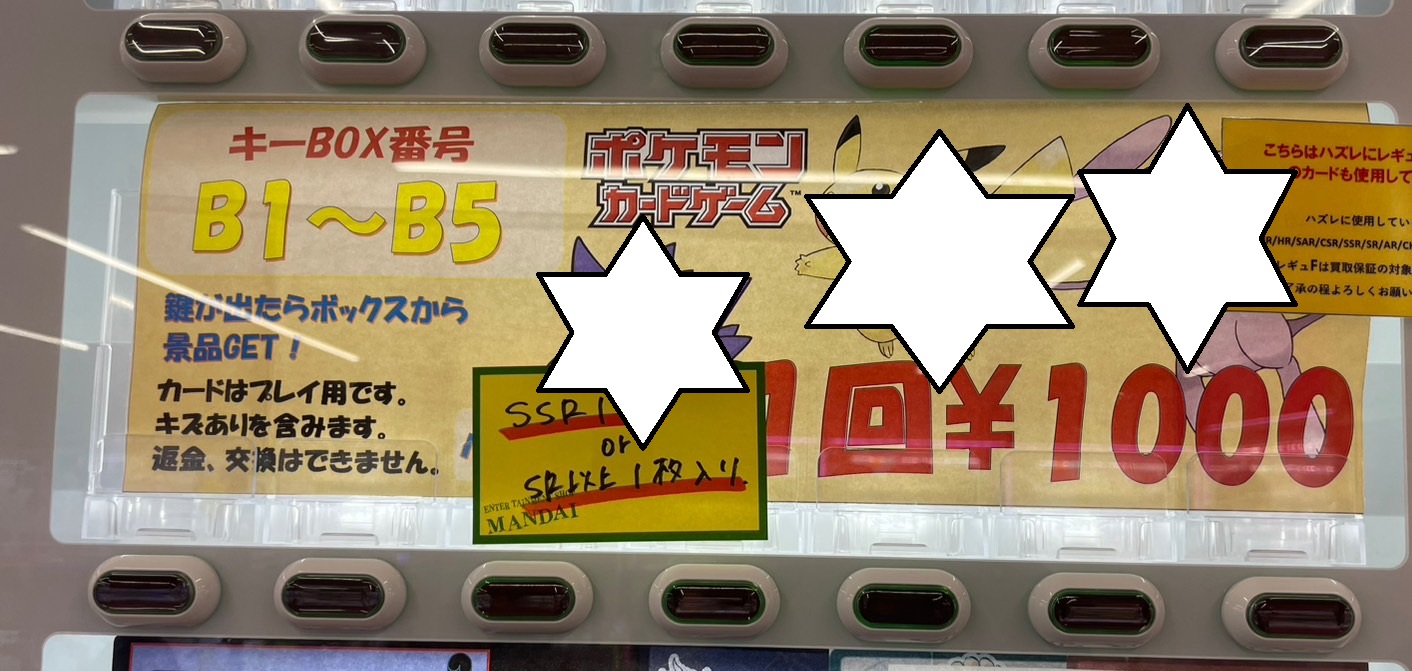 キーBOX番号
B1～B5
鍵が出たらボックスから
景品GET！
カードはプレイ用です。
キズありを含みます。
返金、交換はできません。
ポケモン
カードゲーム™
1回¥1000
SSR1
or
SR以上1枚入り
ENTER TAINMENT
MANDAI
こちらはハズレにレギュ
カードも使用して
ハズレに使用してい
R/HR/SAR/CSR/SSR/SR/AR/CH
レギュFは買取保証の対象
了承の程よろしくお願い